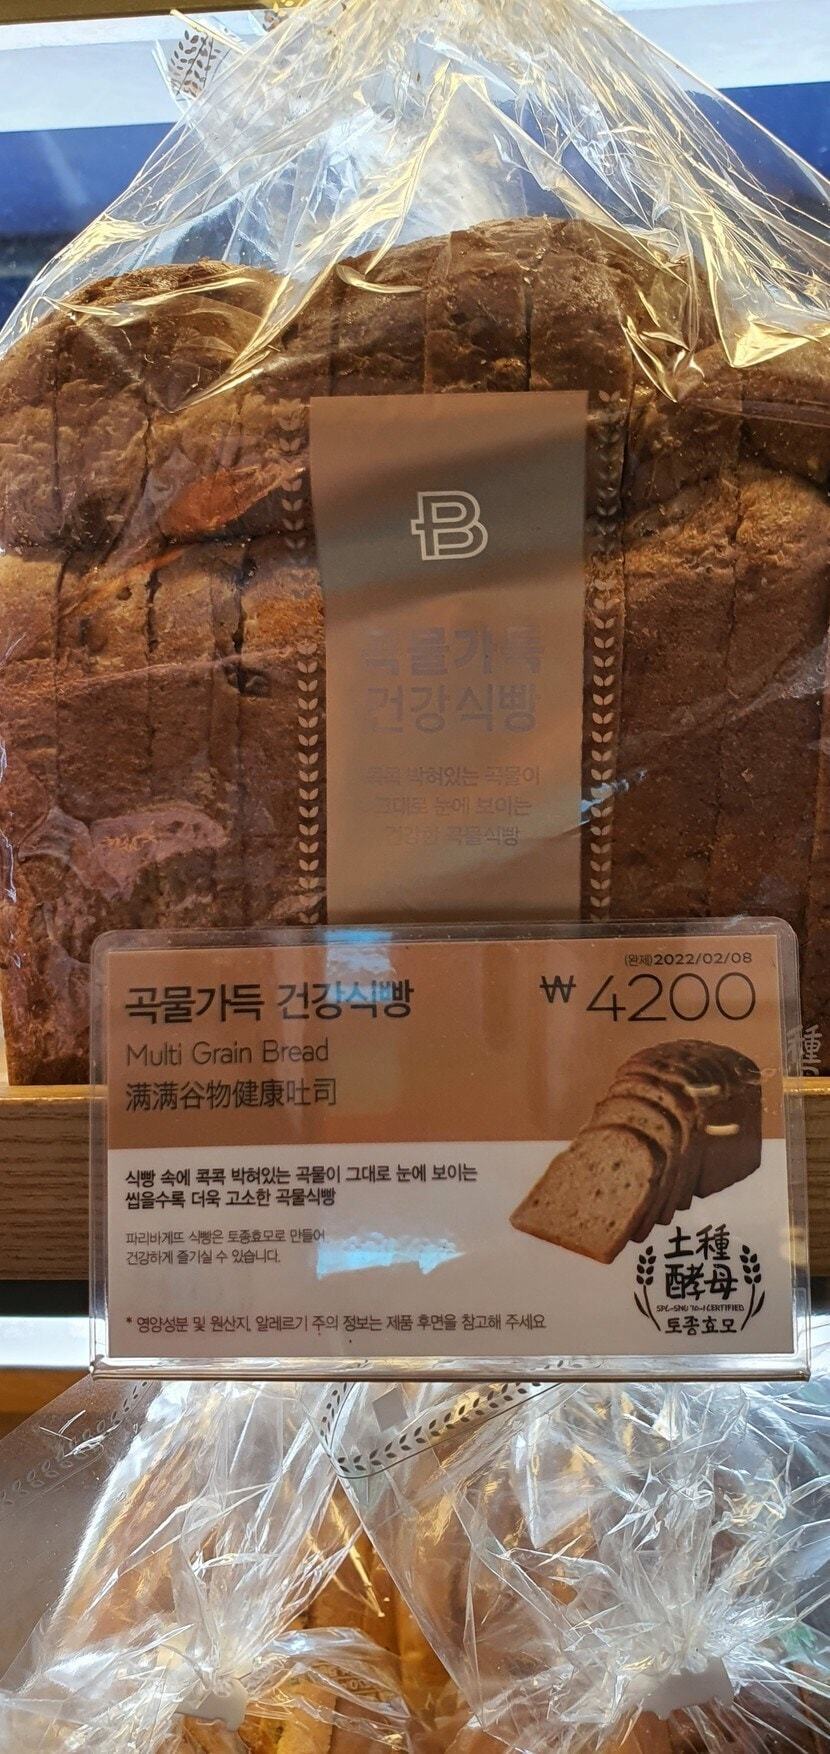 B
곡물가득
건강식빵
콕콕 박혀있는 곡물이
그대로 눈에 보이는
건강한 곡물식빵
(완제)2022/02/08
곡물가득 건강식빵
₩4200
Multi Grain Bread
满满谷物健康吐司
種
식빵 속에 콕콕 박혀있는 곡물이 그대로 눈에 보이는
씹을수록 더욱 고소한 곡물식빵
파리바게뜨 식빵은 토종효모로 만들어
건강하게 즐기실 수 있습니다.
土種
酵母
SPC-SNU 70-1 CERTIFIED
토종효모
* 영양성분 및 원산지, 알레르기 주의 정보는 제품 후면을 참고해 주세요